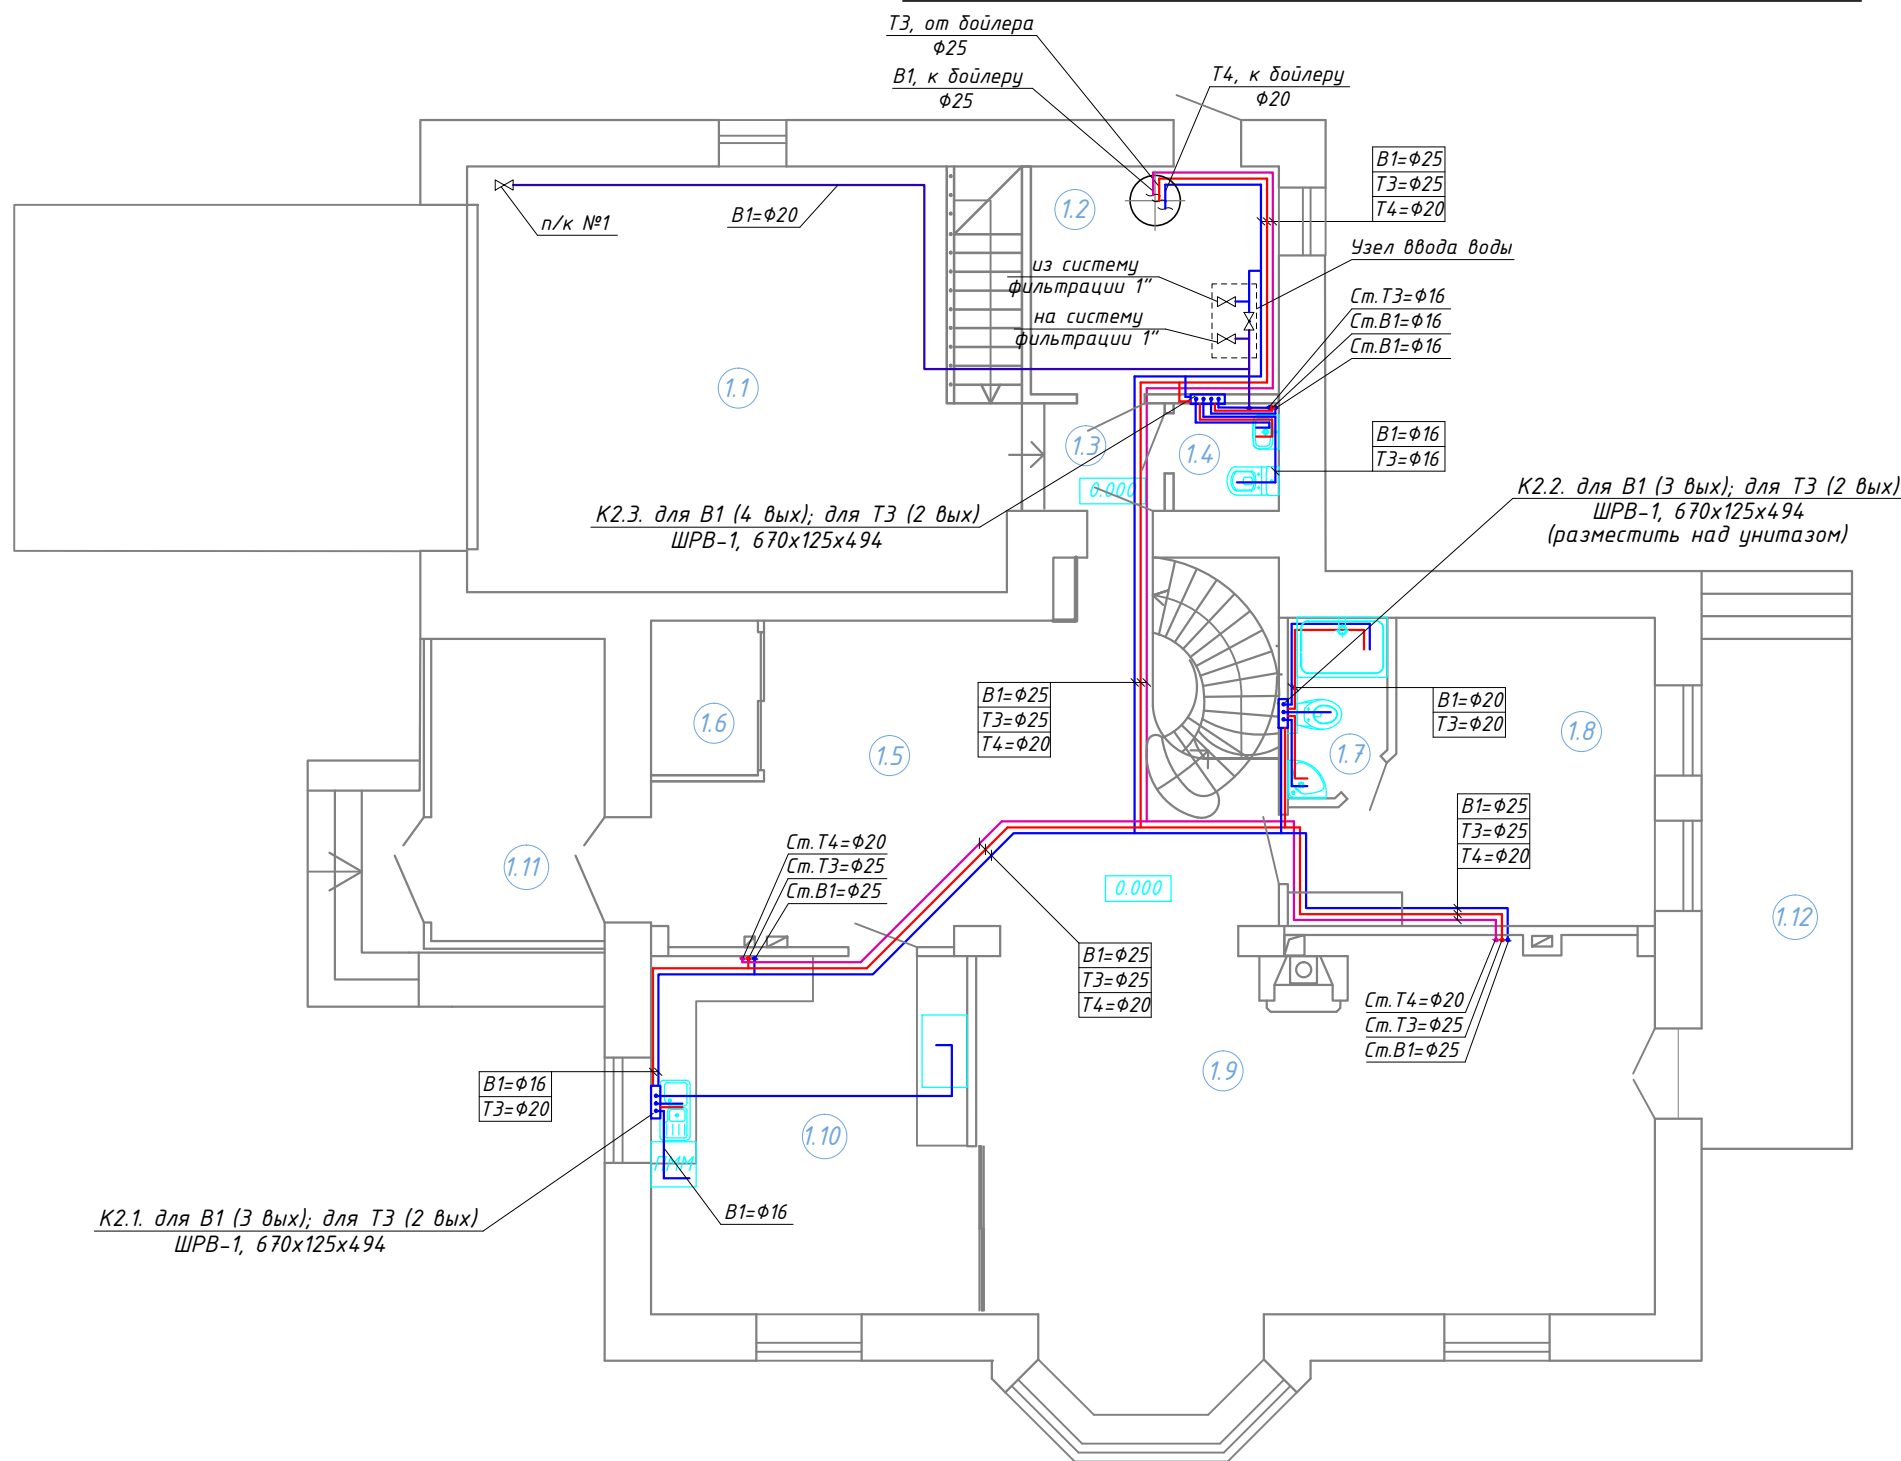 Т3, от бойлера
Ф25
В1, к бойлеру
Ф25
Т4, к бойлеру
Ф20
В1=Ф25
Т3=Ф25
Т4=Ф20
1.2
п/к №1
В1=Ф20
Узел ввода воды
из систему
фильтрации 1"
на систему
фильтрации 1"
Ст.Т3=Ф16
Ст.В1=Ф16
Ст.В1=Ф16
1.1
1.3
1.4
В1=Ф16
Т3=Ф16
0.000
К2.3. для В1 (4 вых); для Т3 (2 вых)
ШРВ-1, 670х125х494
К2.2. для В1 (3 вых); для Т3 (2 вых)
ШРВ-1, 670х125х494
(разместить над унитазом)
В1=Ф25
Т3=Ф25
Т4=Ф20
В1=Ф20
Т3=Ф20
1.6
1.5
1.7
1.8
В1=Ф25
Т3=Ф25
Т4=Ф20
Ст.Т4=Ф20
Ст.Т3=Ф25
Ст.В1=Ф25
1.11
0.000
1.12
В1=Ф25
Т3=Ф25
Т4=Ф20
Ст.Т4=Ф20
Ст.Т3=Ф25
Ст.В1=Ф25
1.9
В1=Ф16
Т3=Ф20
1.10
ПММ
В1=Ф16
К2.1. для В1 (3 вых); для Т3 (2 вых)
ШРВ-1, 670х125х494